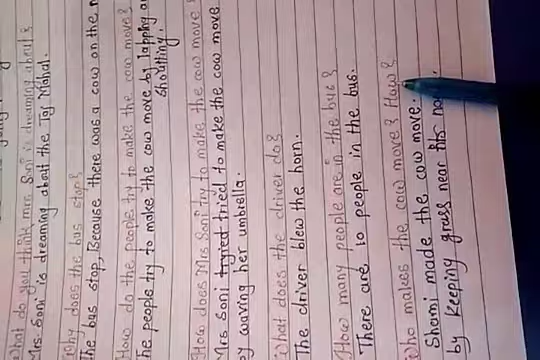 What do you think, mrs. Soni is dreaming about?
Mrs. Soni is dreaming about the Taj Mahal.
Why does the bus stop?
The bus stop, Because there was a cow on the
How do the people try to make the cow move?
The people try to make the cow move by lapping
shoutting.
How does Mrs Soni try to make the cow move
Mrs Soni tried to make the cow move
by waving her umbrella.
What does the driver do?
The driver blew the horn.
How many people are in the bus?
There are 10 people in the bus.
Who makes the cow move? How?
Shomi made the cow move.
by keeping grass near